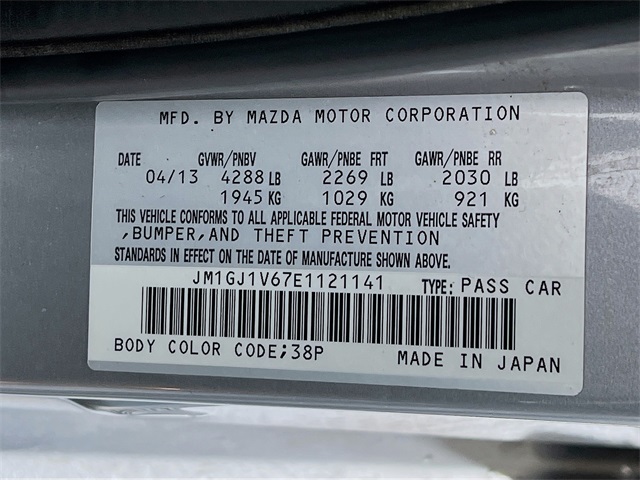 MFD. BY MAZDA MOTOR CORPORATION
DATE GVWR/PNBV GAWR/PNBE FRT GAWR/PNBE RR
04/13 4288 LB 2269 LB 2030 LB
1945 KG 1029 KG 921 KG
THIS VEHICLE CONFORMS TO ALL APPLICABLE FEDERAL MOTOR VEHICLE SAFETY
,BUMPER,AND THEFT PREVENTION
STANDARDS IN EFFECT ON THE DATE OF MANUFACTURE SHOWN ABOVE.
JM1GJ1V67E1121141 TYPE: PASS CAR
BODY COLOR CODE;38P MADE IN JAPAN